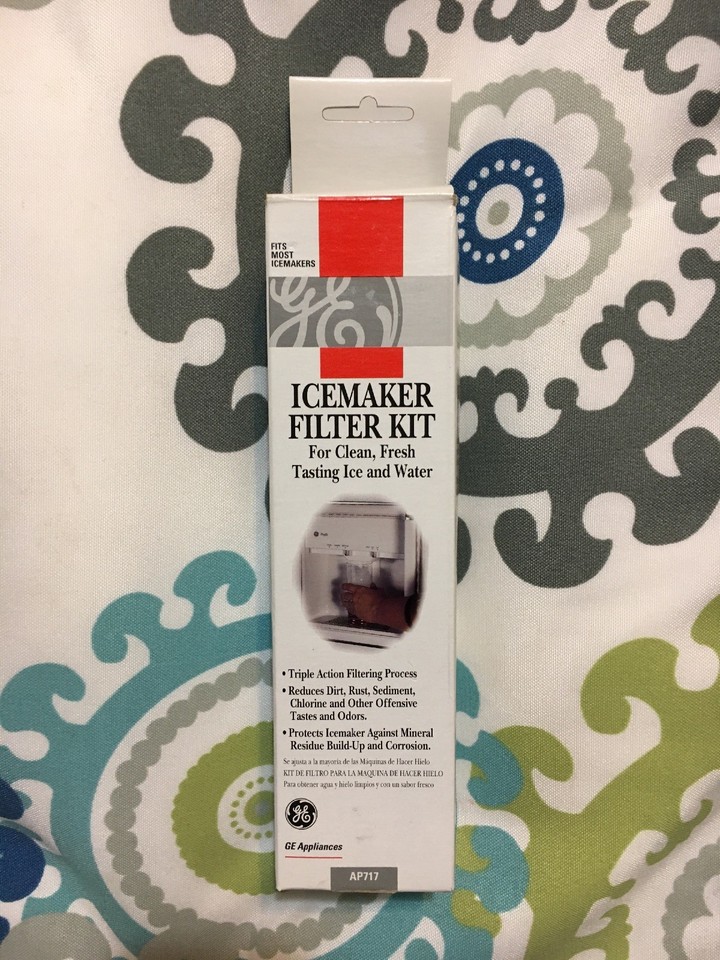 FITS
MOST
ICEMAKERS
GE
ICEMAKER
FILTER KIT
For Clean, Fresh
Tasting Ice and Water
• Triple Action Filtering Process
• Reduces Dirt, Rust, Sediment,
Chlorine and Other Offensive
Tastes and Odors.
• Protects Icemaker Against Mineral
Residue Build-Up and Corrosion.
Se ajusta a la mayoría de las Máquinas de Hacer Hielo
KIT DE FILTRO PARA LA MAQUINA DE HACER HIELO
Para obtener agua y hielo limpios y con un sabor fresco
GE
GE Appliances
AP717